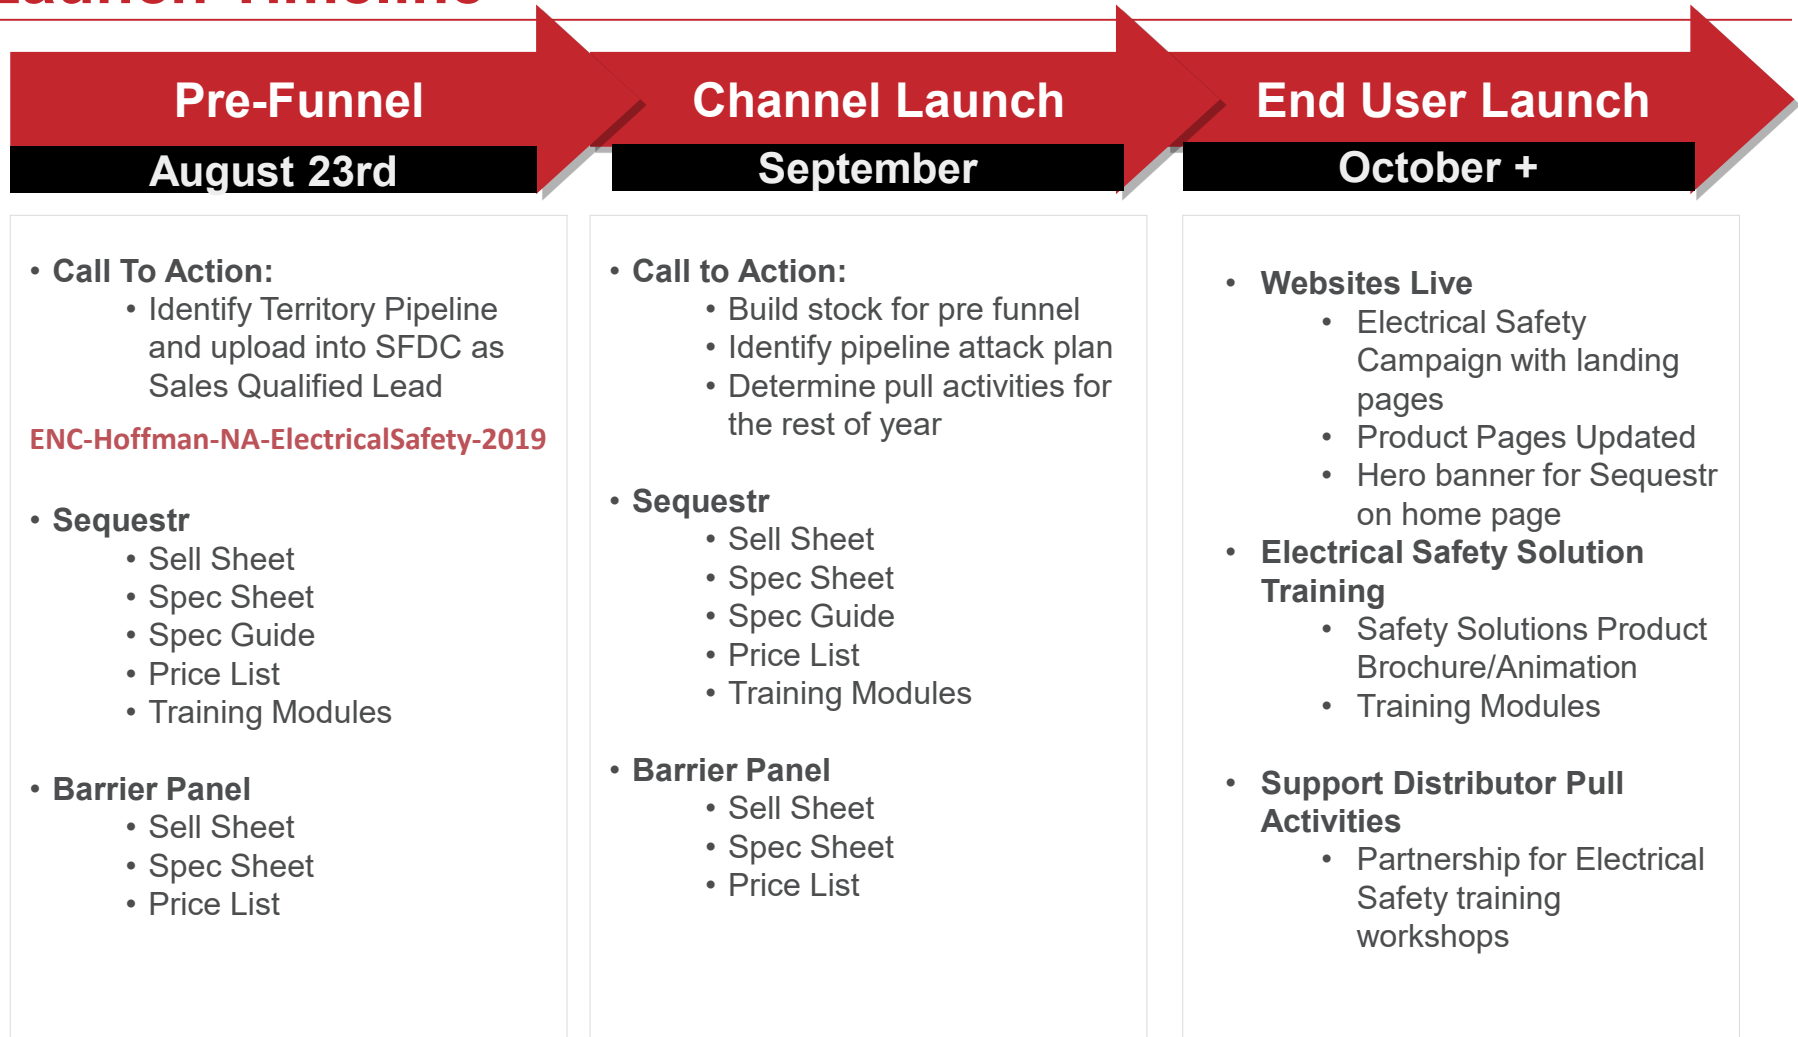 Launch Timeline
Pre-Funnel
August 23rd
• Call To Action:
• Identify Territory Pipeline
and upload into SFDC as
Sales Qualified Lead
ENC-Hoffman-NA-ElectricalSafety-2019
• Sequestr
• Sell Sheet
• Spec Sheet
• Spec Guide
• Price List
• Training Modules
• Barrier Panel
• Sell Sheet
• Spec Sheet
• Price List
Channel Launch
September
• Call to Action:
• Build stock for pre funnel
• Identify pipeline attack plan
• Determine pull activities for
the rest of year
• Sequestr
• Sell Sheet
• Spec Sheet
• Spec Guide
• Price List
• Training Modules
• Barrier Panel
• Sell Sheet
• Spec Sheet
• Price List
End User Launch
October +
• Websites Live
• Electrical Safety
Campaign with landing
pages
• Product Pages Updated
• Hero banner for Sequestr
on home page
• Electrical Safety Solution
Training
• Safety Solutions Product
Brochure/Animation
• Training Modules
• Support Distributor Pull
Activities
• Partnership for Electrical
Safety training
workshops